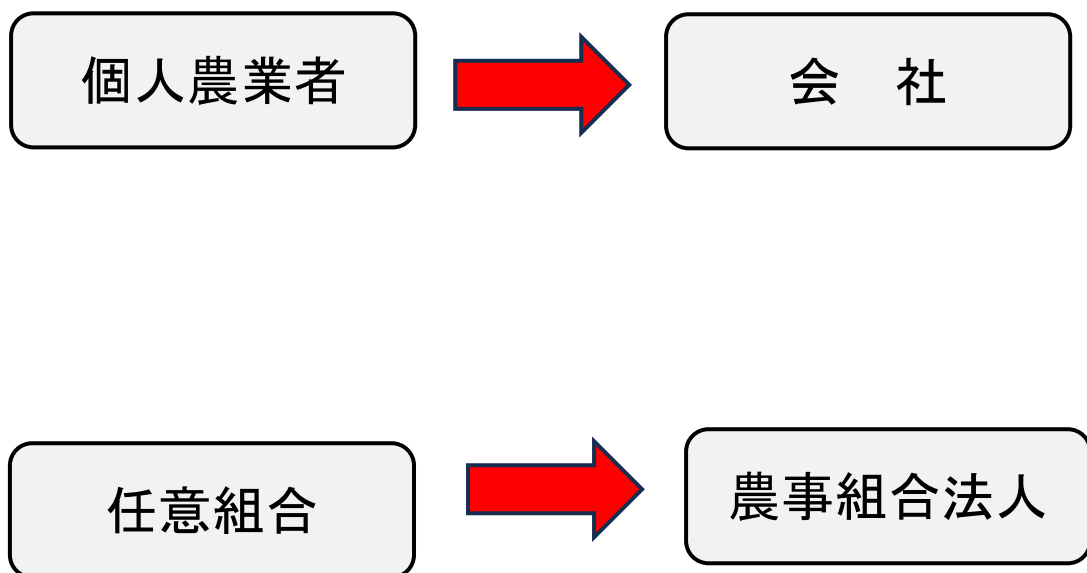 個人農業者
会　社
任意組合
農事組合法人